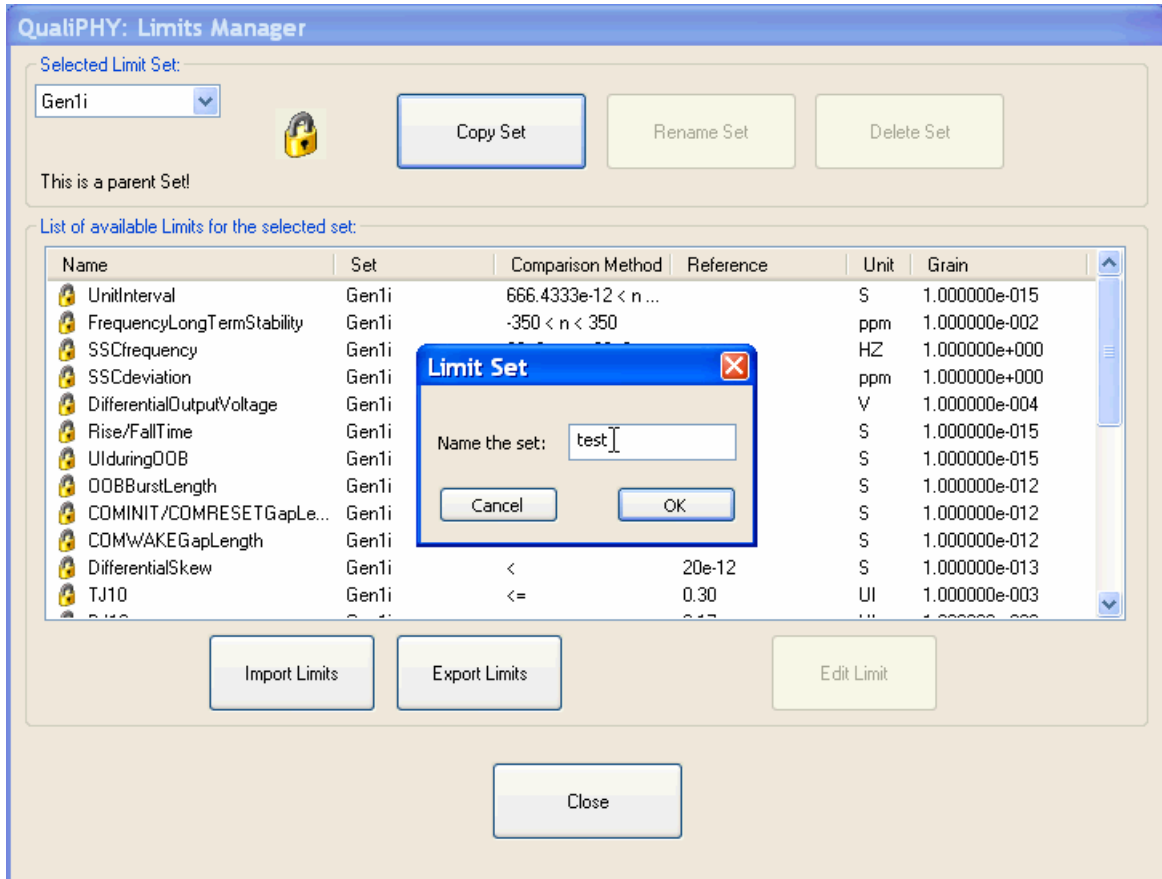 QualiPHY: Limits Manager
Selected Limit Set:
Gen1i
Copy Set
Rename Set
Delete Set
This is a parent Set!
List of available Limits for the selected set:
Name Set Comparison Method Reference Unit Grain
UnitInterval Gen1i 666.4333e-12 < n ... S 1.000000e-015
FrequencyLongTermStability Gen1i -350 < n < 350 ppm 1.000000e-002
SSCfrequency Gen1i HZ 1.000000e+000
SSCdeviation Gen1i ppm 1.000000e+000
DifferentialOutputVoltage Gen1i V 1.000000e-004
Rise/FallTime Gen1i S 1.000000e-015
UIduringOOB Gen1i S 1.000000e-015
OOBBurstLength Gen1i S 1.000000e-012
COMINIT/COMRESETGapLe... Gen1i S 1.000000e-012
COMWAKEGapLength Gen1i S 1.000000e-012
DifferentialSkew Gen1i < 20e-12 S 1.000000e-013
TJ10 Gen1i <= 0.30 UI 1.000000e-003
Limit Set
Name the set: test
Cancel
OK
Import Limits
Export Limits
Edit Limit
Close